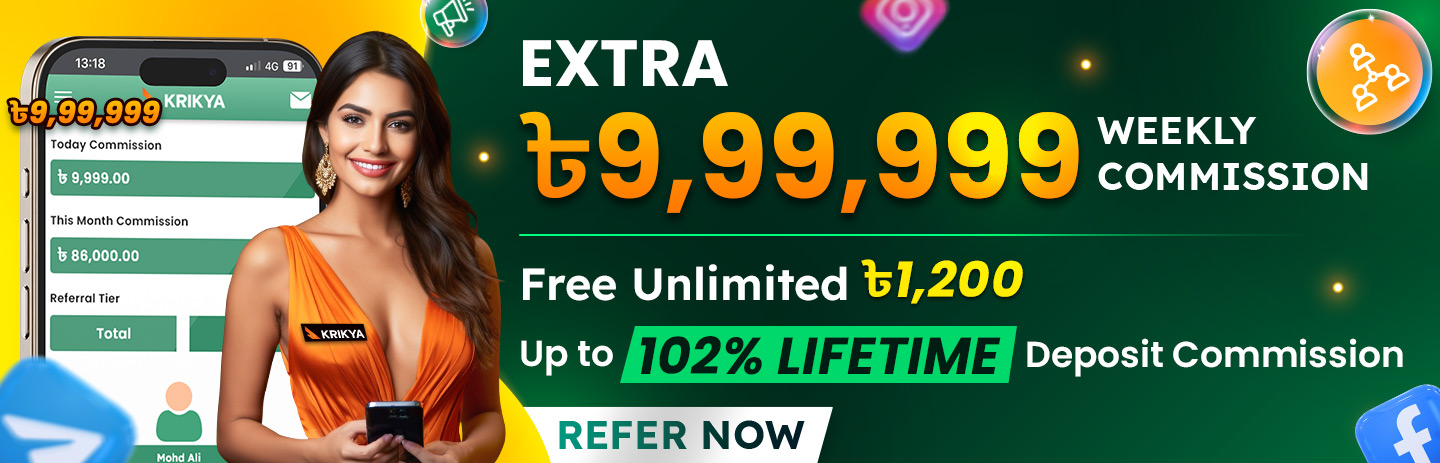 13:18
4G 91
KRIKYA
৳9,99,999
Today Commission
৳ 9,999.00
This Month Commission
৳ 86,000.00
Referral Tier
Total
Mohd Ali
KRIKYA
EXTRA
৳9,99,999
WEEKLY
COMMISSION
Free Unlimited ৳1,200
Up to 102% LIFETIME Deposit Commission
REFER NOW